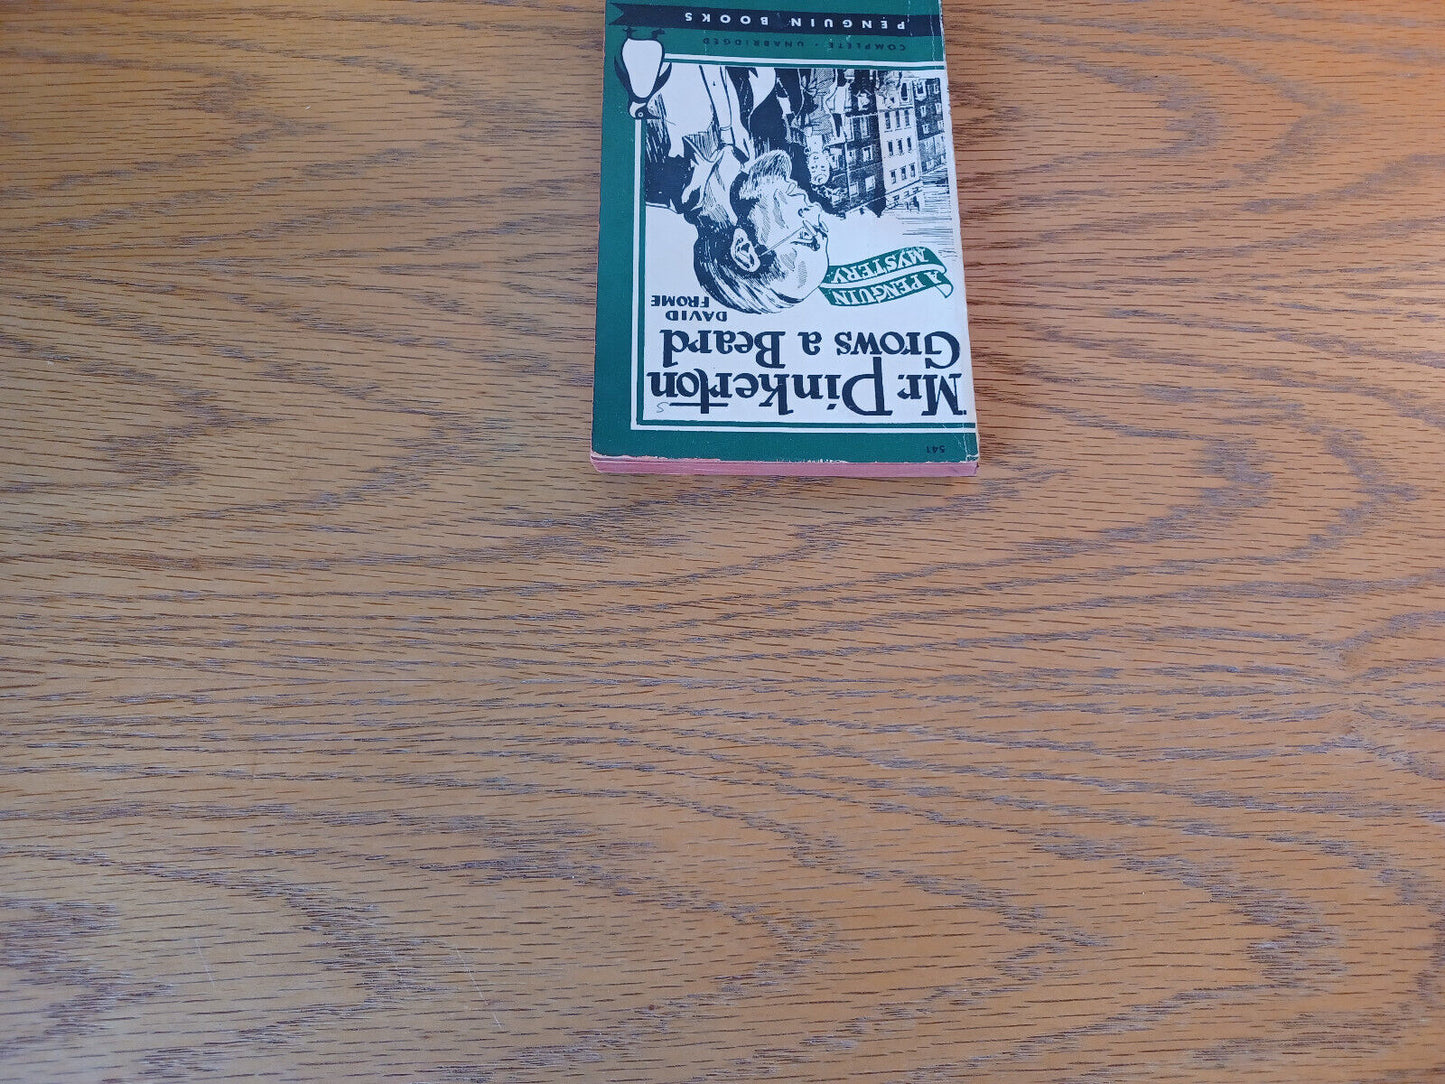 541
Mr. Pinkerton
Grows a Beard
DAVID
FROME
A PENGUIN
MYSTERY
COMPLETE • UNABRIDGED
PENGUIN BOOKS